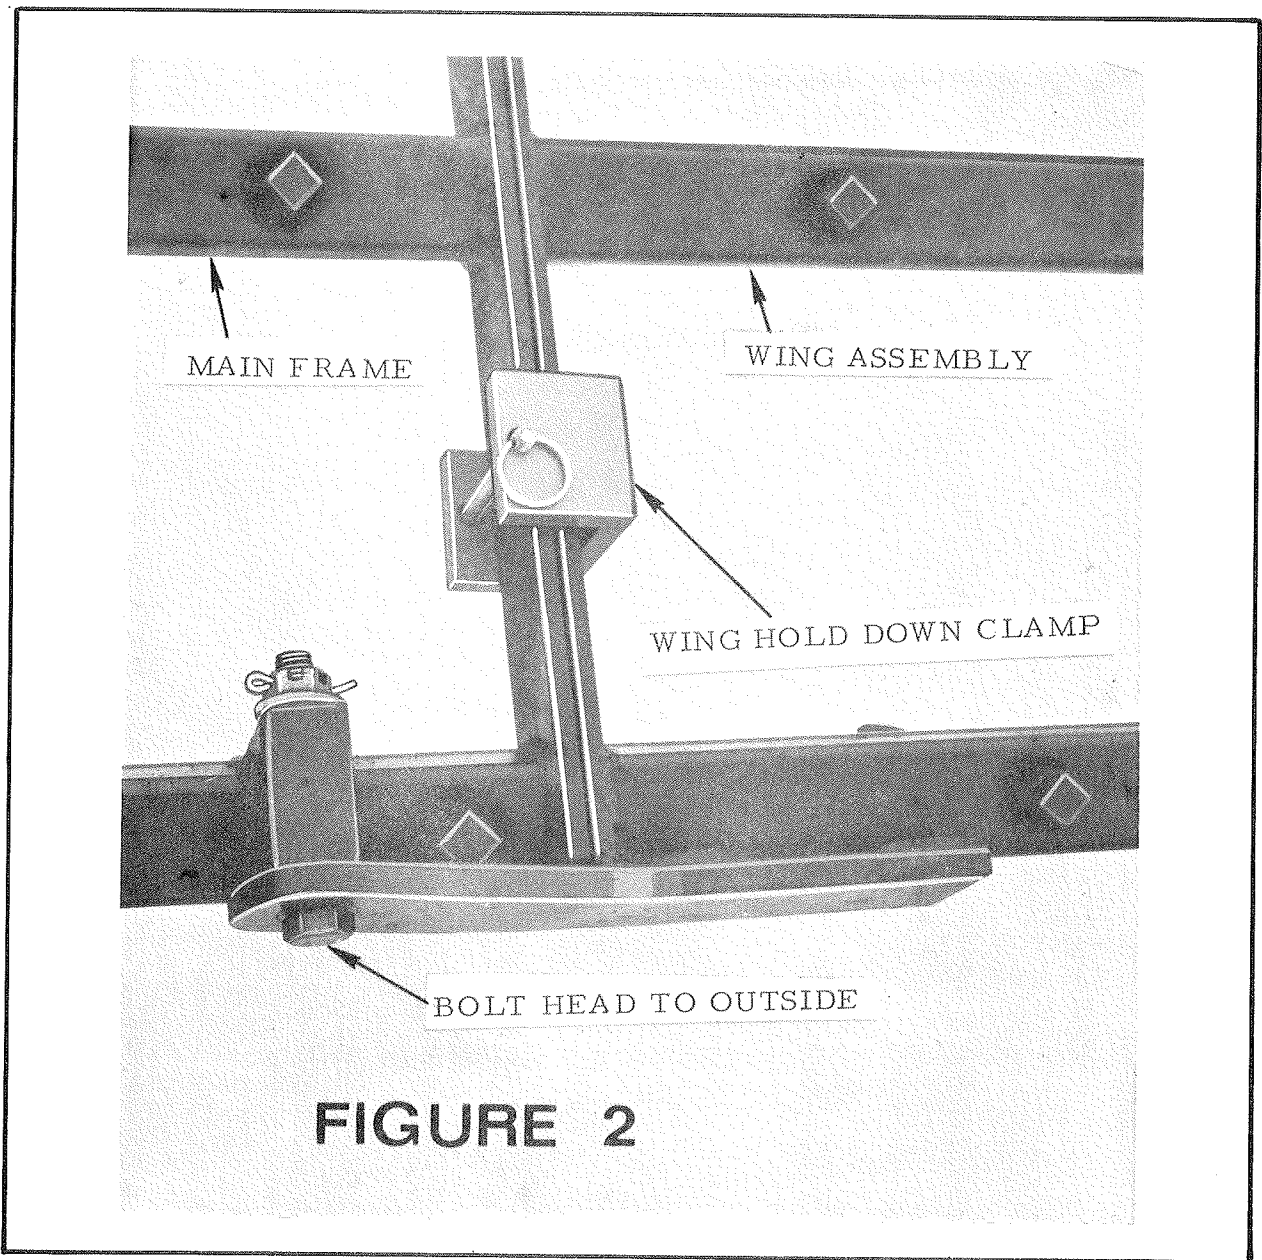 MAIN FRAME
WING ASSEMBLY
WING HOLD DOWN CLAMP
BOLT HEAD TO OUTSIDE
FIGURE 2